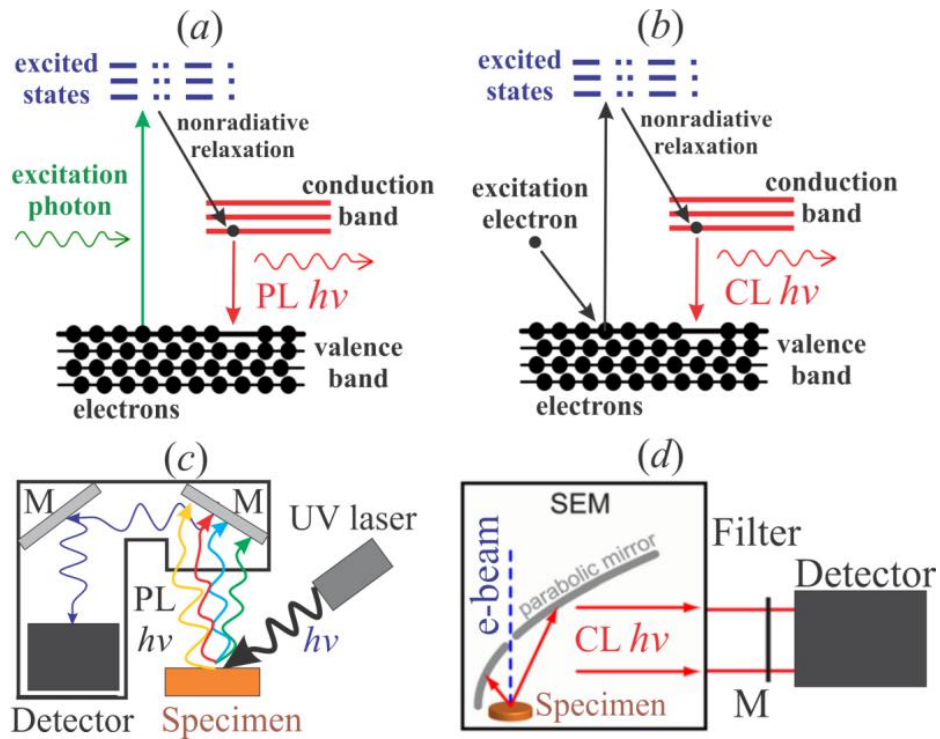 (a)
excited
states
nonradiative
relaxation
excitation
photon
conduction
band
PL hν
valence
band
electrons
(b)
excited
states
nonradiative
relaxation
excitation
electron
conduction
band
CL hν
valence
band
electrons
(c)
M
M
UV laser
PL
hν
hν
Detector
Specimen
(d)
SEM
e-beam
parabolic mirror
CL hν
Specimen
Filter
M
Detector